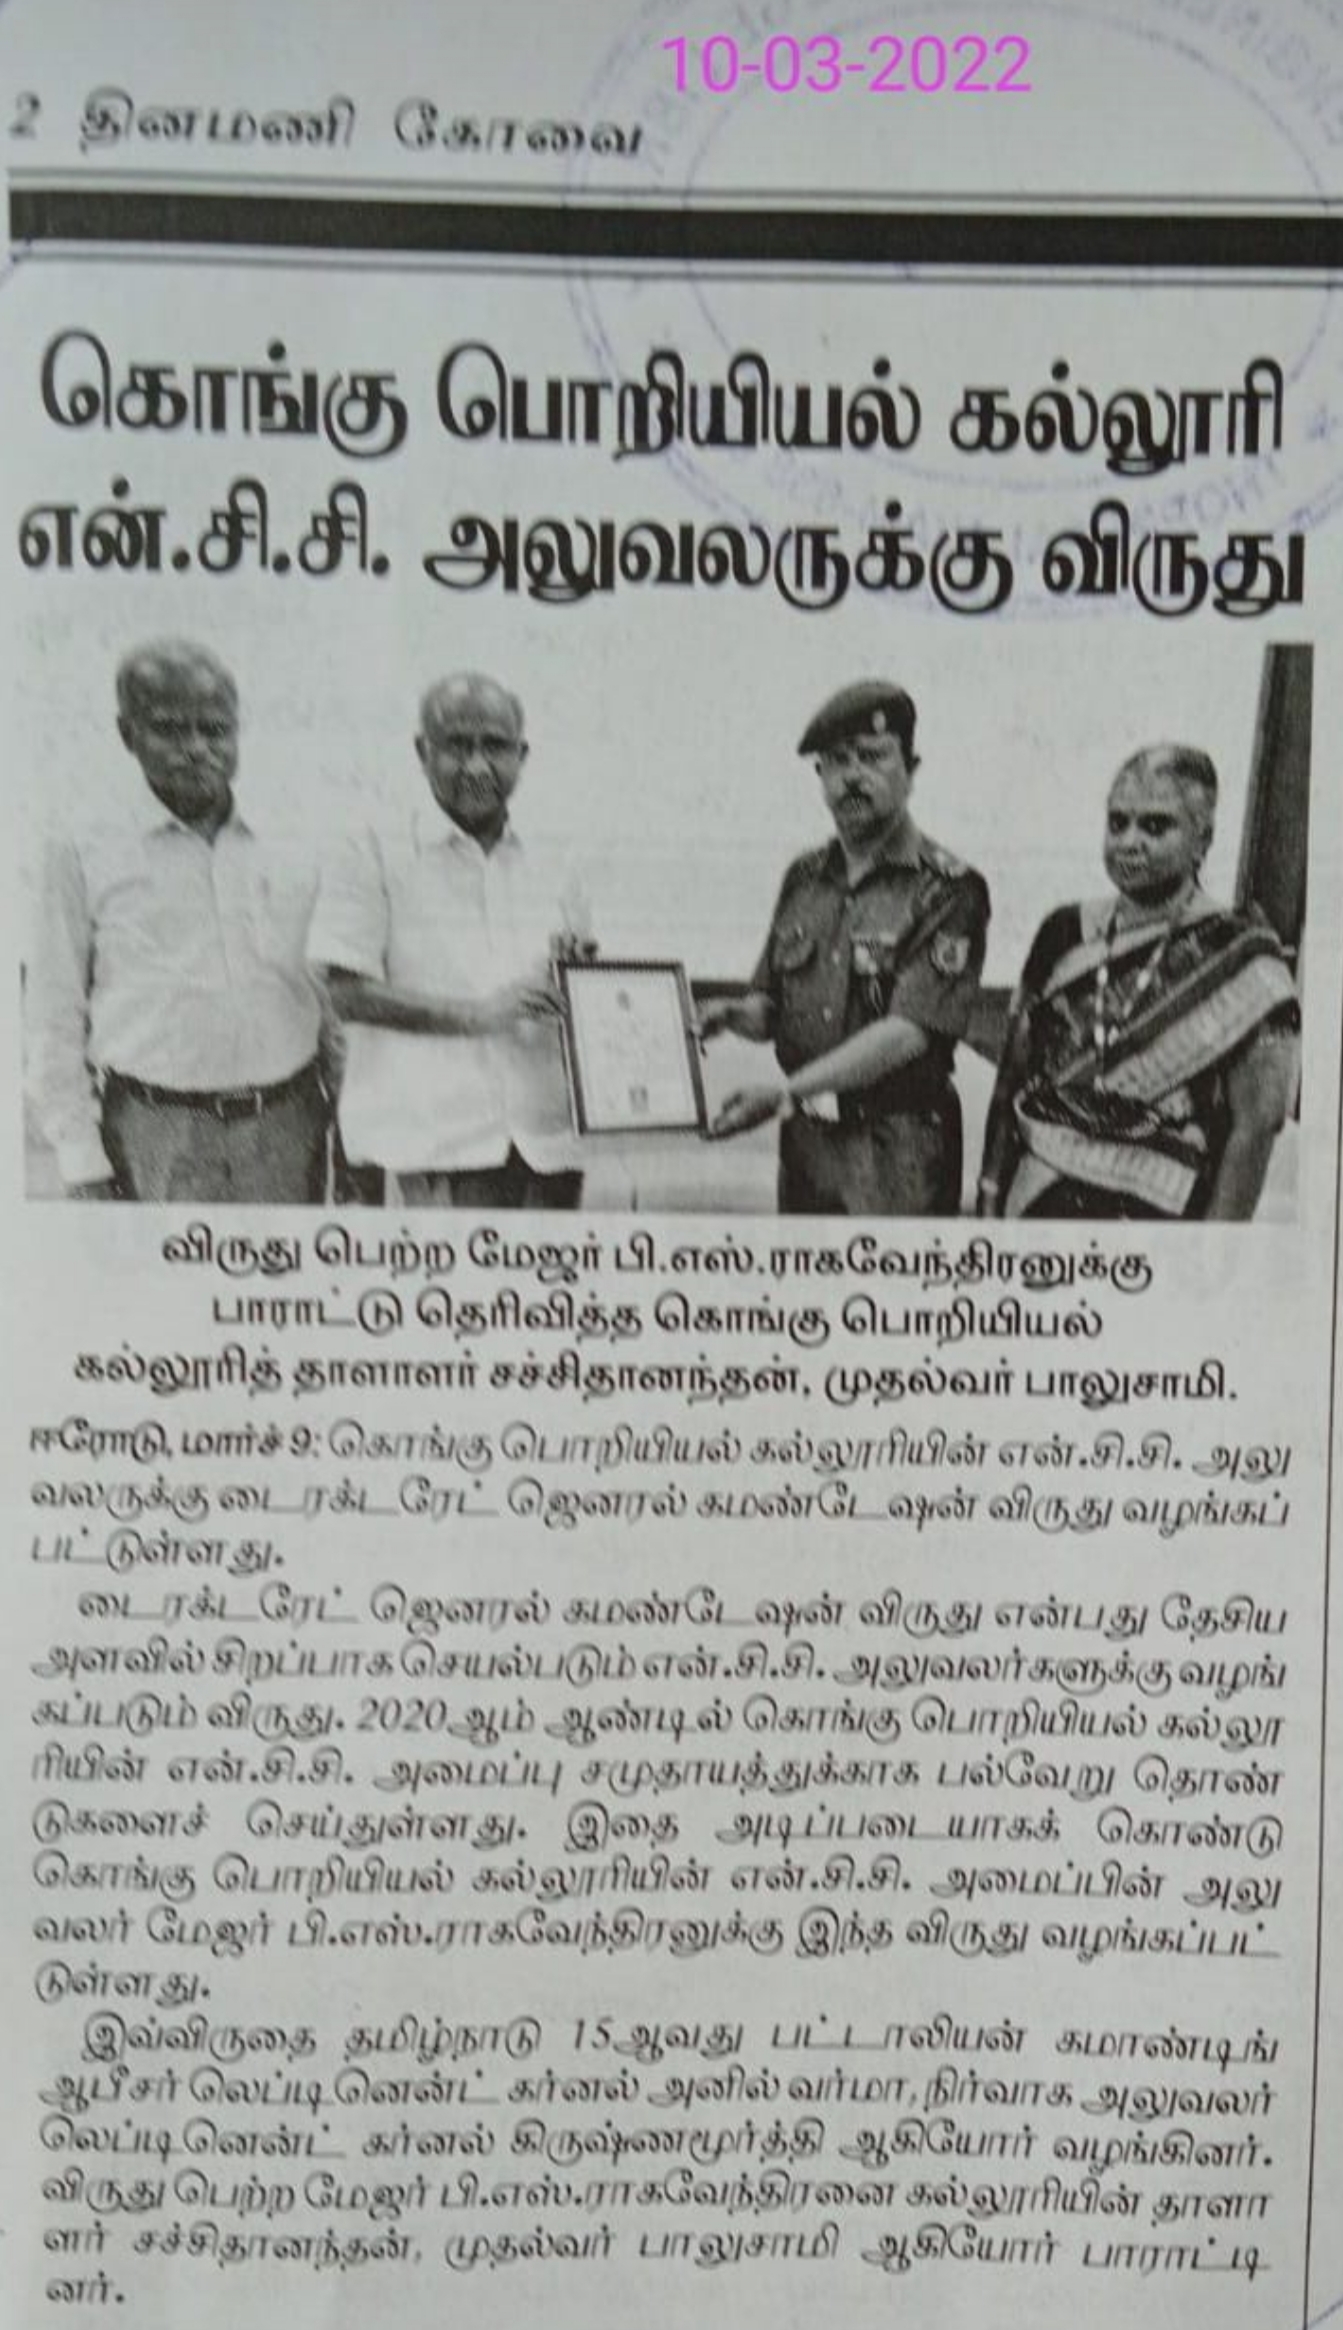 10-03-2022
2 தினமணி கோவை
கொங்கு பொறியியல் கல்லூரி
என்.சி.சி. அலுவலருக்கு விருது
விருது பெற்ற மேஜர் பி.எஸ்.ராகவேந்திரனுக்கு
பாராட்டு தெரிவித்த கொங்கு பொறியியல்
கல்லூரித் தாளாளர் சச்சிதானந்தன், முதல்வர் பாலுசாமி.
ஈரோடு, மார்ச் 9: கொங்கு பொறியியல் கல்லூரியின் என்.சி.சி. அலு
வலருக்கு டைரக்டரேட் ஜெனரல் கமண்டேஷன் விருது வழங்கப்
பட்டுள்ளது.
டைரக்டரேட் ஜெனரல் கமண்டேஷன் விருது என்பது தேசிய
அளவில் சிறப்பாக செயல்படும் என்.சி.சி. அலுவலர்களுக்கு வழங்
கப்படும் விருது. 2020ஆம் ஆண்டில் கொங்கு பொறியியல் கல்லூ
ரியின் என்.சி.சி. அமைப்பு சமுதாயத்துக்காக பல்வேறு தொண்
டுகளைச் செய்துள்ளது. இதை அடிப்படையாகக் கொண்டு
கொங்கு பொறியியல் கல்லூரியின் என்.சி.சி. அமைப்பின் அலு
வலர் மேஜர் பி.எஸ்.ராகவேந்திரனுக்கு இந்த விருது வழங்கப்பட்
டுள்ளது.
இவ்விருதை தமிழ்நாடு 15ஆவது பட்டாலியன் கமாண்டிங்
ஆபீசர் லெப்டினென்ட் கர்னல் அனில் வர்மா, நிர்வாக அலுவலர்
லெப்டினென்ட் கர்னல் கிருஷ்ணமூர்த்தி ஆகியோர் வழங்கினர்.
விருது பெற்ற மேஜர் பி.எஸ்.ராகவேந்திரனை கல்லூரியின் தாளா
ளர் சச்சிதானந்தன், முதல்வர் பாலுசாமி ஆகியோர் பாராட்டி
னர்.